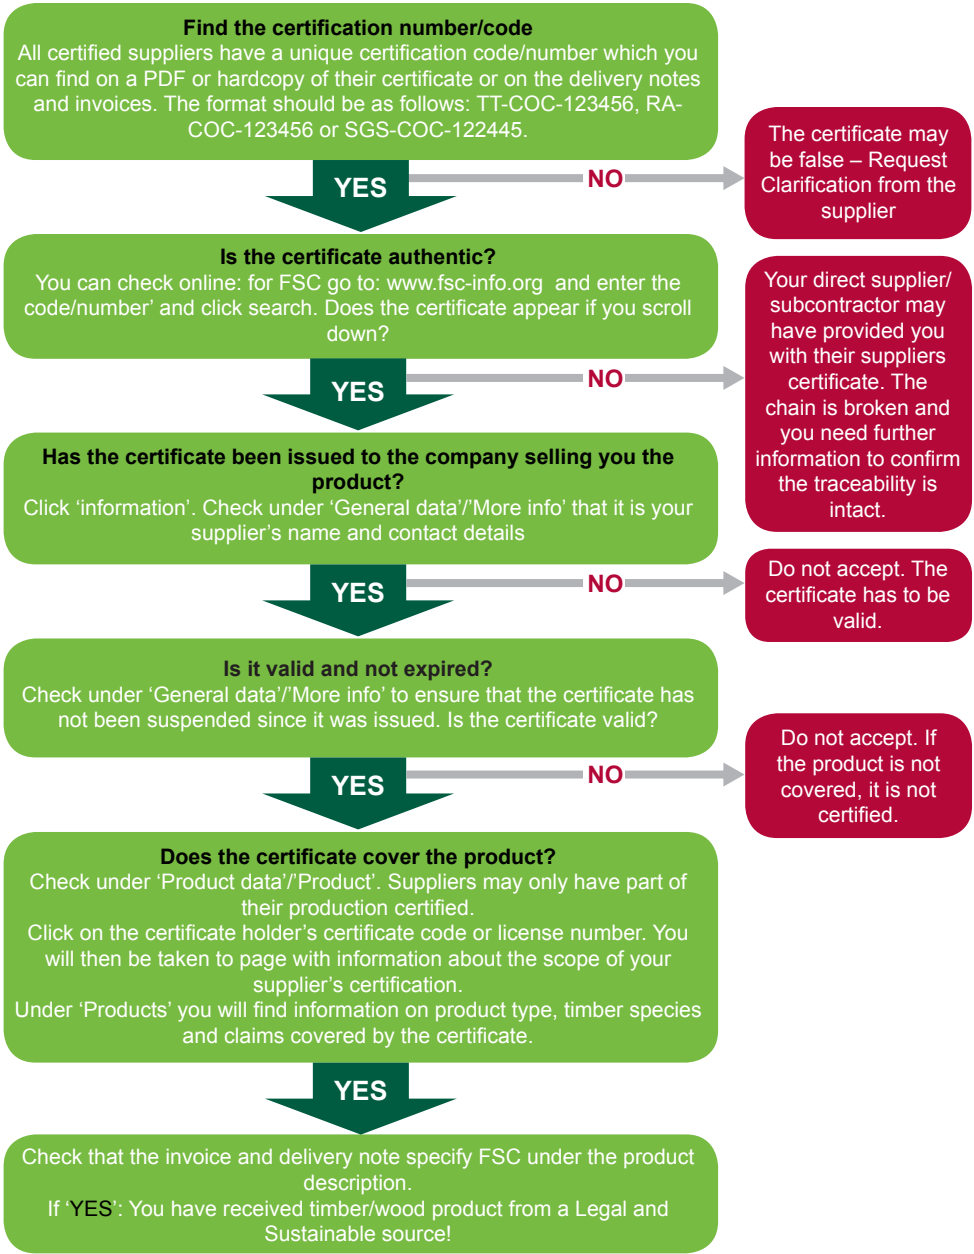 Find the certification number/code
All certified suppliers have a unique certification code/number which you
can find on a PDF or hardcopy of their certificate or on the delivery notes
and invoices. The format should be as follows: TT-COC-123456, RA-
COC-123456 or SGS-COC-122445.
YES
NO
The certificate may
be false – Request
Clarification from the
supplier
Is the certificate authentic?
You can check online: for FSC go to: www.fsc-info.org and enter the
code/number’ and click search. Does the certificate appear if you scroll
down?
YES
NO
Your direct supplier/
subcontractor may
have provided you
with their suppliers
certificate. The
chain is broken and
you need further
information to confirm
the traceability is
intact.
Has the certificate been issued to the company selling you the
product?
Click ‘information’. Check under ‘General data’/’More info’ that it is your
supplier’s name and contact details
YES
NO
Do not accept. The
certificate has to be
valid.
Is it valid and not expired?
Check under ‘General data’/’More info’ to ensure that the certificate has
not been suspended since it was issued. Is the certificate valid?
YES
NO
Do not accept. If
the product is not
covered, it is not
certified.
Does the certificate cover the product?
Check under ‘Product data’/’Product’. Suppliers may only have part of
their production certified.
Click on the certificate holder’s certificate code or license number. You
will then be taken to page with information about the scope of your
supplier’s certification.
Under ‘Products’ you will find information on product type, timber species
and claims covered by the certificate.
YES
Check that the invoice and delivery note specify FSC under the product
description.
If ‘YES’: You have received timber/wood product from a Legal and
Sustainable source!